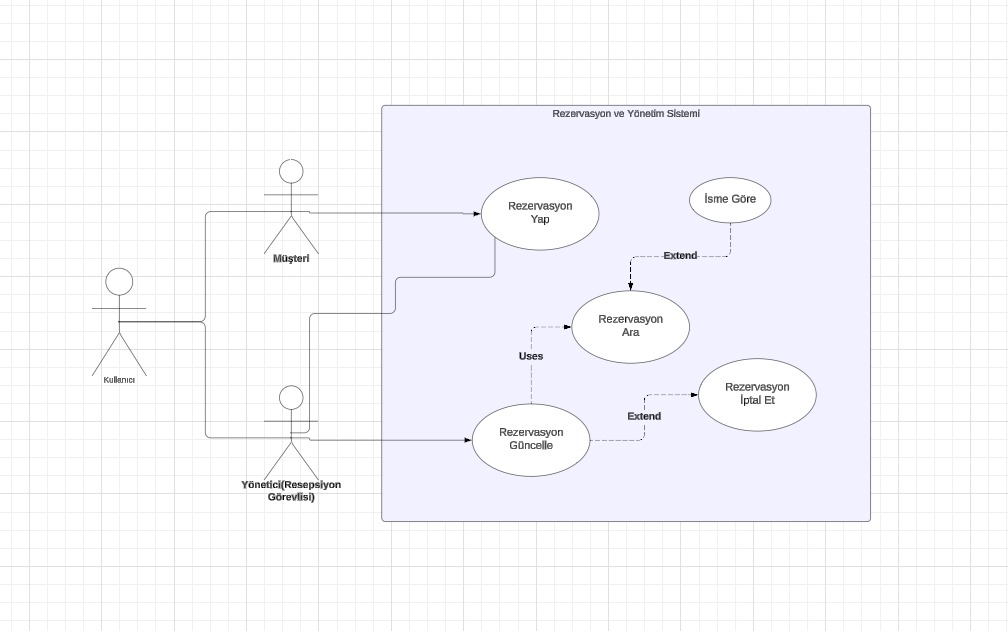 Rezervasyon ve Yönetim Sistemi
Rezervasyon
Yap
İsme Göre
Müşteri
Extend
Rezervasyon
Ara
Uses
Kullanıcı
Rezervasyon
İptal Et
Extend
Rezervasyon
Güncelle
Yönetici(Resepsiyon
Görevlisi)